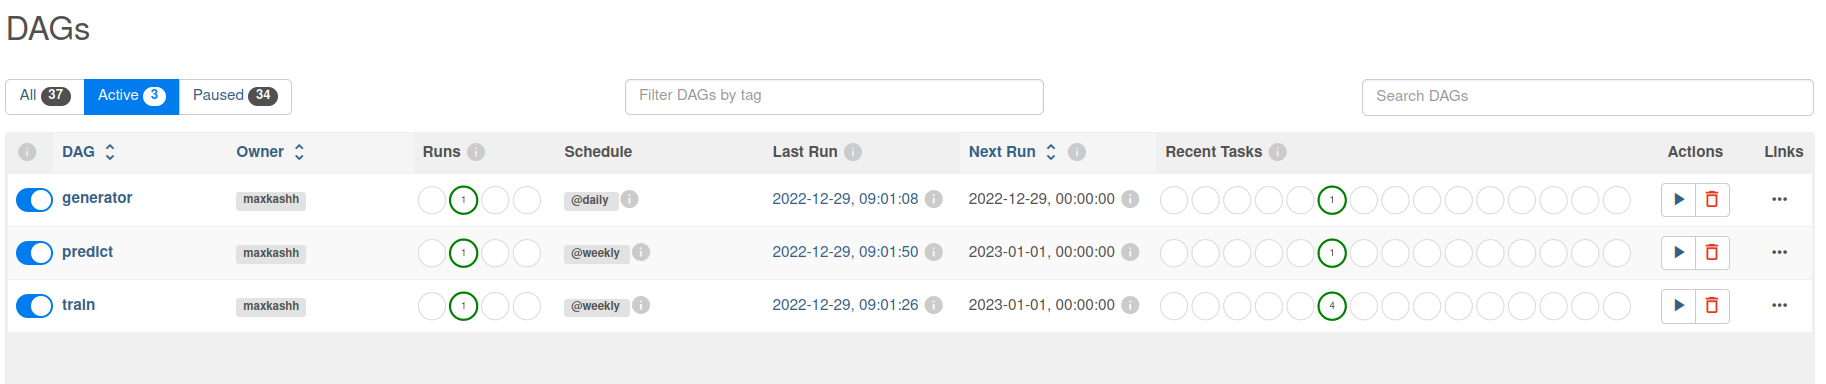 DAGs
All 37 Active 3 Paused 34 Filter DAGs by tag Search DAGs
DAG Owner Runs Schedule Last Run Next Run Recent Tasks Actions Links
generator maxkashh 1 @daily 2022-12-29, 09:01:08 2022-12-29, 00:00:00 1
predict maxkashh 1 @weekly 2022-12-29, 09:01:50 2023-01-01, 00:00:00 1
train maxkashh 1 @weekly 2022-12-29, 09:01:26 2023-01-01, 00:00:00 4